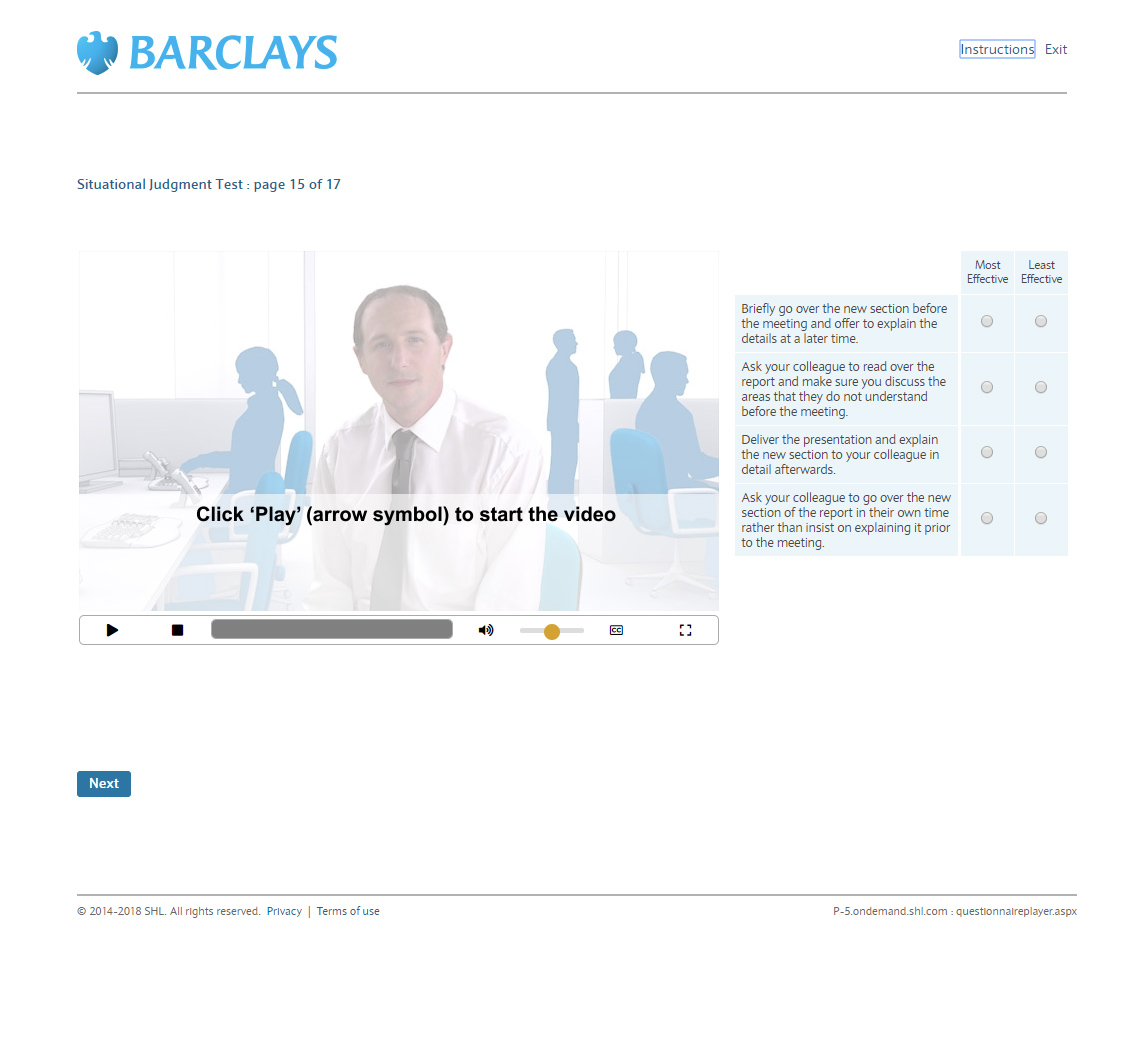 BARCLAYS
Instructions Exit
Situational Judgment Test : page 15 of 17
Most Effective
Least Effective
Briefly go over the new section before
the meeting and offer to explain the
details at a later time.
Ask your colleague to read over the
report and make sure you discuss the
areas that they do not understand
before the meeting.
Deliver the presentation and explain
the new section to your colleague in
detail afterwards.
Ask your colleague to go over the new
section of the report in their own time
rather than insist on explaining it prior
to the meeting.
Click ‘Play’ (arrow symbol) to start the video
CC
Next
© 2014-2018 SHL. All rights reserved. Privacy | Terms of use
P-5.ondemand.shl.com : questionnaireplayer.aspx